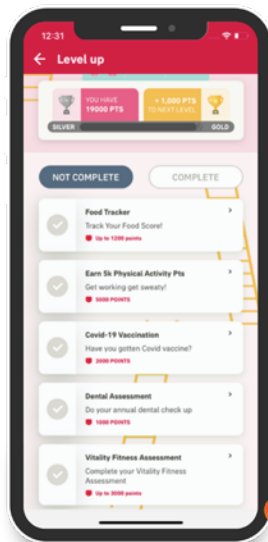 12:31
Level up
YOU HAVE
19000 PTS
+ 1,000 PTS
TO NEXT LEVEL
SILVER
GOLD
NOT COMPLETE
COMPLETE
Food Tracker
Track Your Food Score!
Up to 1200 points
Earn 5k Physical Activity Pts
Get working get sweaty!
5000 POINTS
Covid-19 Vaccination
Have you gotten Covid vaccine?
2000 POINTS
Dental Assessment
Do your annual dental check up
1000 POINTS
Vitality Fitness Assessment
Complete your Vitality Fitness
Assessment
Up to 3000 points